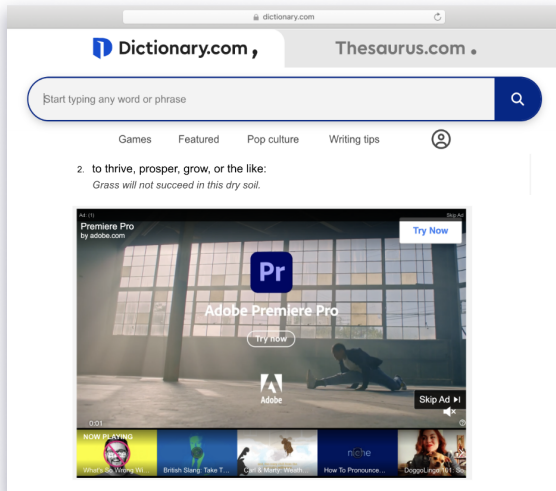 dictionary.com
Dictionary.com,
Thesaurus.com.
Start typing any word or phrase
Games Featured Pop culture Writing tips
2. to thrive, prosper, grow, or the like:
Grass will not succeed in this dry soil.
Ad: (1) Skip Ad
Premiere Pro
by adobe.com
Try Now
Pr
Adobe Premiere Pro
Try now
Adobe
Skip Ad
0:01
NOW PLAYING
niche
What's So Wrong Wi... British Slang: Take T... Carl & Marty: Weath... How To Pronounce... DoggoLingo 101: So